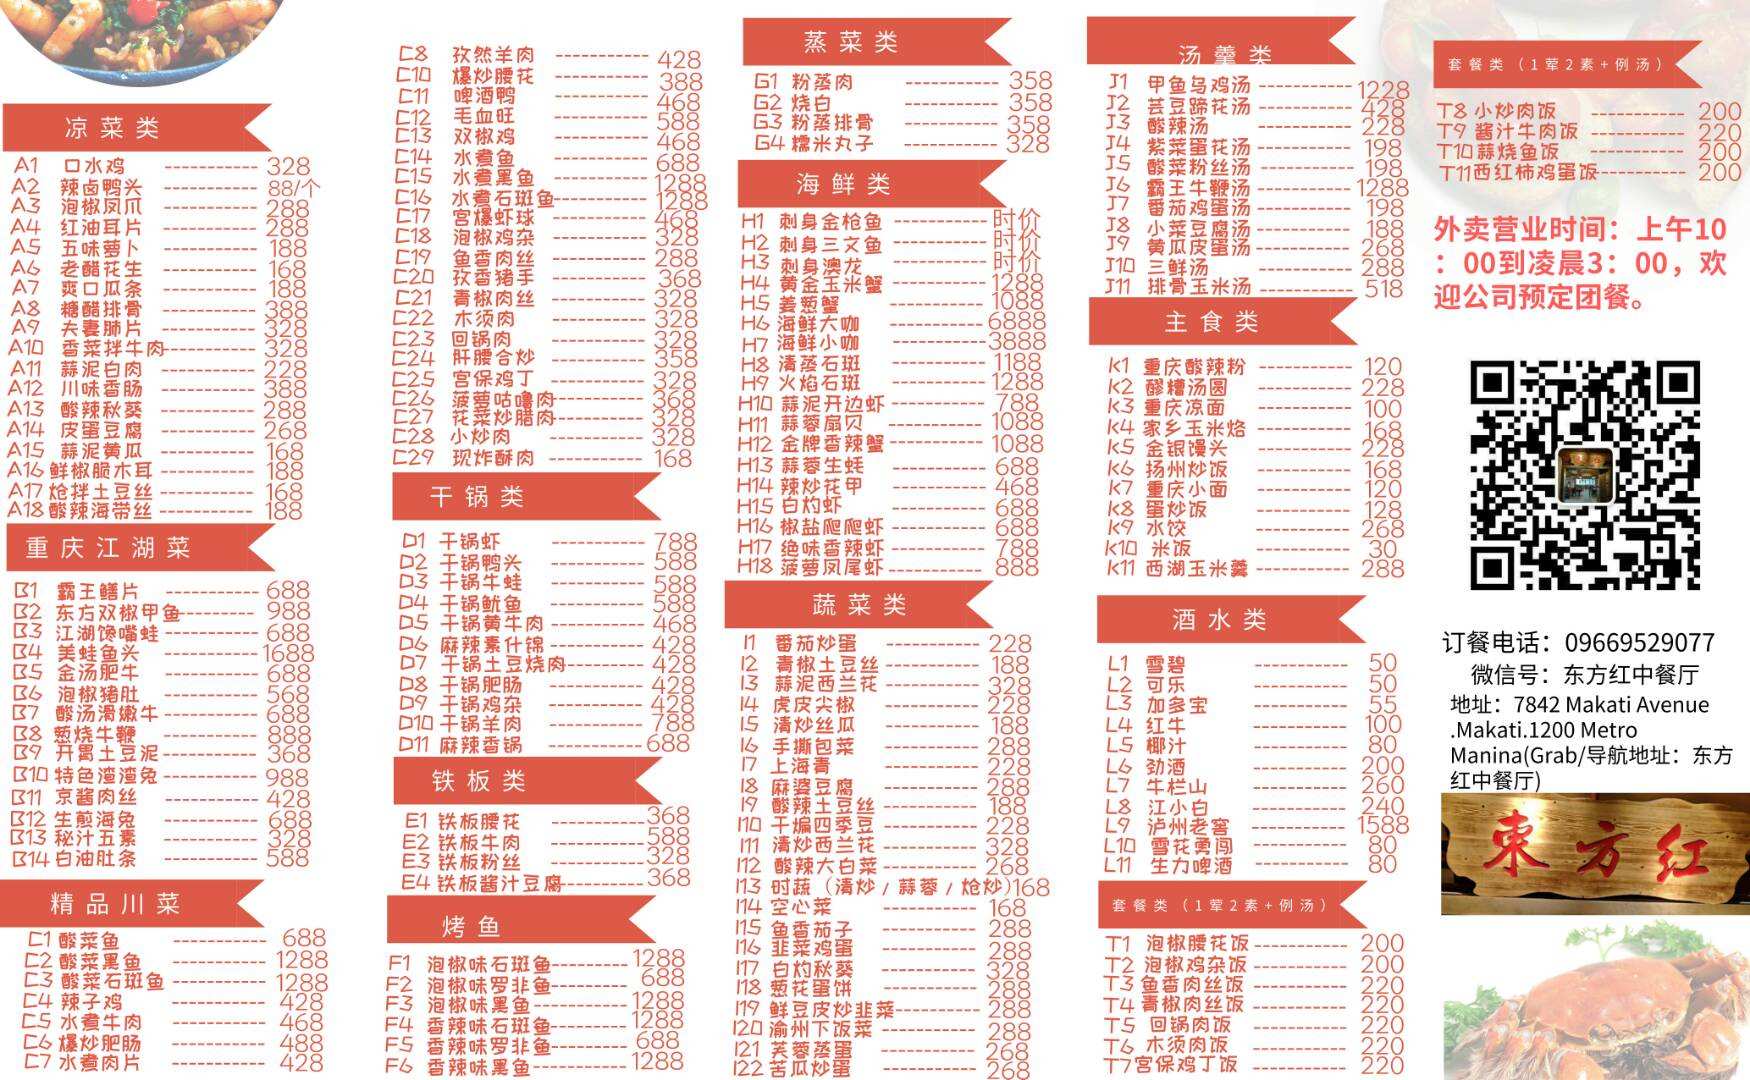 凉菜类
A1 口水鸡 ------------ 328
A2 辣卤鸭头 ------------ 88/个
A3 泡椒凤爪 ------------ 288
A4 红油耳片 ------------ 288
A5 五味萝卜 ------------ 188
A6 老醋花生 ------------ 168
A7 爽口瓜条 ------------ 188
A8 糖醋排骨 ------------ 388
A9 夫妻肺片 ------------ 328
A10 香菜拌牛肉------------ 328
A11 蒜泥白肉 ------------ 228
A12 川味香肠 ------------ 388
A13 酸辣秋葵 ------------ 288
A14 皮蛋豆腐 ------------ 268
A15 蒜泥黄瓜 ------------ 168
A16鲜椒脆木耳 ------------ 188
A17炝拌土豆丝 ------------ 168
A18酸辣海带丝 ------------ 188
重庆江湖菜
B1 霸王鳝片 ------------ 688
B2 东方双椒甲鱼------------ 988
B3 江湖馋嘴蛙------------ 688
B4 美蛙鱼头 ------------1688
B5 金汤肥牛 ------------ 688
B6 泡椒猪肚 ------------ 568
B7 酸汤滑嫩牛------------ 688
B8 葱烧牛鞭 ------------ 888
B9 开胃土豆泥------------ 368
B10特色渣渣兔 ------------ 988
B11 京酱肉丝 ------------ 428
B12 生煎海兔 ------------ 688
B13 秘汁五素 ------------ 328
B14白油肚条 ------------ 588
精品川菜
C1 酸菜鱼 ------------ 688
C2 酸菜黑鱼 ------------ 1288
C3 酸菜石斑鱼 ------------ 1288
C4 辣子鸡 ------------ 428
C5 水煮牛肉 ------------ 468
C6 爆炒肥肠 ------------ 488
C7 水煮肉片 ------------ 328
C8 孜然羊肉 ------------ 428
C10 爆炒腰花 ------------ 388
C11 啤酒鸭 ------------ 468
C12 毛血旺 ------------ 588
C13 双椒鸡 ------------ 468
C14 水煮鱼 ------------ 688
C15 水煮黑鱼 ------------1288
C16 水煮石斑鱼------------1288
C17 宫爆虾球 ------------468
C18 泡椒鸡杂 ------------ 328
C19 鱼香肉丝 ------------ 288
C20 孜香猪手 ------------ 368
C21 青椒肉丝 ------------ 328
C22 木须肉 ------------ 328
C23 回锅肉 ------------ 328
C24 肝腰合炒 ------------ 358
C25 宫保鸡丁 ------------ 328
C26 菠萝咕噜肉------------ 368
C27 花菜炒腊肉------------ 328
C28 小炒肉 ------------ 328
C29 现炸酥肉 ------------ 168
干锅类
D1 干锅虾 ------------ 788
D2 干锅鸭头 ------------ 588
D3 干锅牛蛙 ------------ 588
D4 干锅鱿鱼 ------------ 588
D5 干锅黄牛肉 ------------ 468
D6 麻辣素什锦 ------------ 428
D7 干锅土豆烧肉------------ 428
D8 干锅肥肠 ------------ 428
D9 干锅鸡杂 ------------ 428
D10 干锅羊肉 ------------ 788
D11 麻辣香锅 ------------688
铁板类
E1 铁板腰花 ------------368
E2 铁板牛肉 ------------588
E3 铁板粉丝 ------------328
E4 铁板酱汁豆腐------------368
烤鱼
F1 泡椒味石斑鱼------------1288
F2 泡椒味罗非鱼------------ 688
F3 泡椒味黑鱼------------1288
F4 香辣味石斑鱼------------1288
F5 香辣味罗非鱼------------ 688
F6 香辣味黑鱼------------1288
蒸菜类
G1 粉蒸肉 ------------ 358
G2 烧白 ------------ 358
G3 粉蒸排骨 ------------ 358
G4 糯米丸子 ------------ 328
海鲜类
H1 刺身金枪鱼 ------------ 时价
H2 刺身三文鱼 ------------ 时价
H3 刺身澳龙 ------------ 时价
H4 黄金玉米蟹 ------------ 1288
H5 姜葱蟹 ------------ 1088
H6 海鲜大咖 ------------6888
H7 海鲜小咖 ------------3888
H8 清蒸石斑 ------------ 1188
H9 火焰石斑 ------------ 1288
H10 蒜泥开边虾------------ 788
H11 蒜蓉扇贝 ------------ 1088
H12 金牌香辣蟹------------ 1088
H13 蒜蓉生蚝 ------------ 688
H14 辣炒花甲 ------------ 468
H15 白灼虾 ------------ 688
H16 椒盐爬爬虾------------ 688
H17 绝味香辣虾------------ 788
H18 菠萝凤尾虾------------ 888
蔬菜类
I1 番茄炒蛋 ------------ 228
I2 青椒土豆丝------------ 188
I3 蒜泥西兰花------------ 328
I4 虎皮尖椒 ------------ 228
I5 清炒丝瓜 ------------ 188
I6 手撕包菜 ------------ 288
I7 上海青 ------------ 228
I8 麻婆豆腐 ------------ 288
I9 酸辣土豆丝------------ 188
I10 干煸四季豆------------ 228
I11 清炒西兰花------------ 328
I12 酸辣大白菜------------ 268
I13 时蔬（清炒/蒜蓉/炝炒)168
I14 空心菜 ------------ 168
I15 鱼香茄子 ------------ 288
I16 韭菜鸡蛋 ------------ 288
I17 白灼秋葵 ------------ 328
I18 葱花蛋饼 ------------ 288
I19 鲜豆皮炒韭菜------------288
I20渝州下饭菜------------ 288
I21 芙蓉蒸蛋 ------------ 268
I22 苦瓜炒蛋 ------------ 268
汤羹类
J1 甲鱼乌鸡汤 ------------ 1228
J2 芸豆蹄花汤 ------------ 428
J3 酸辣汤 ------------ 228
J4 紫菜蛋花汤 ------------ 198
J5 酸菜粉丝汤 ------------ 198
J6 霸王牛鞭汤 ------------1288
J7 番茄鸡蛋汤 ------------ 198
J8 小菜豆腐汤 ------------ 188
J9 黄瓜皮蛋汤 ------------ 268
J10 三鲜汤 ------------ 288
J11 排骨玉米汤 ------------ 518
主食类
K1 重庆酸辣粉 ------------ 120
K2 醪糟汤圆 ------------ 228
K3 重庆凉面 ------------ 100
K4 家乡玉米烙 ------------ 168
K5 金银馒头 ------------ 228
K6 扬州炒饭 ------------ 168
K7 重庆小面 ------------ 120
K8 蛋炒饭 ------------ 128
K9 水饺 ------------ 268
K10 米饭 ------------ 30
K11 西湖玉米羹 ------------ 288
酒水类
L1 雪碧 ------------ 50
L2 可乐 ------------ 50
L3 加多宝 ------------ 55
L4 红牛 ------------ 100
L5 椰汁 ------------ 80
L6 劲酒 ------------ 200
L7 牛栏山 ------------ 260
L8 江小白 ------------ 240
L9 泸州老窖 ------------1588
L10 雪花勇闯 ------------ 80
L11 生力啤酒 ------------ 80
套餐类（1荤2素+例汤）
T1 泡椒腰花饭 ------------ 200
T2 泡椒鸡杂饭 ------------ 200
T3 鱼香肉丝饭 ------------ 220
T4 青椒肉丝饭 ------------ 220
T5 回锅肉饭 ------------ 220
T6 木须肉饭 ------------ 220
T7宫保鸡丁饭 ------------ 220
套餐类（1荤2素+例汤）
T8 小炒肉饭 ------------ 200
T9 酱汁牛肉饭 ------------ 220
T10蒜烧鱼饭 ------------ 200
T11西红柿鸡蛋饭------------ 200
外卖营业时间：上午10
：00到凌晨3：00，欢
迎公司预定团餐。
订餐电话：09669529077
微信号：东方红中餐厅
地址：7842 Makati Avenue
.Makati.1200 Metro
Manina(Grab/导航地址：东方
红中餐厅)
東方红